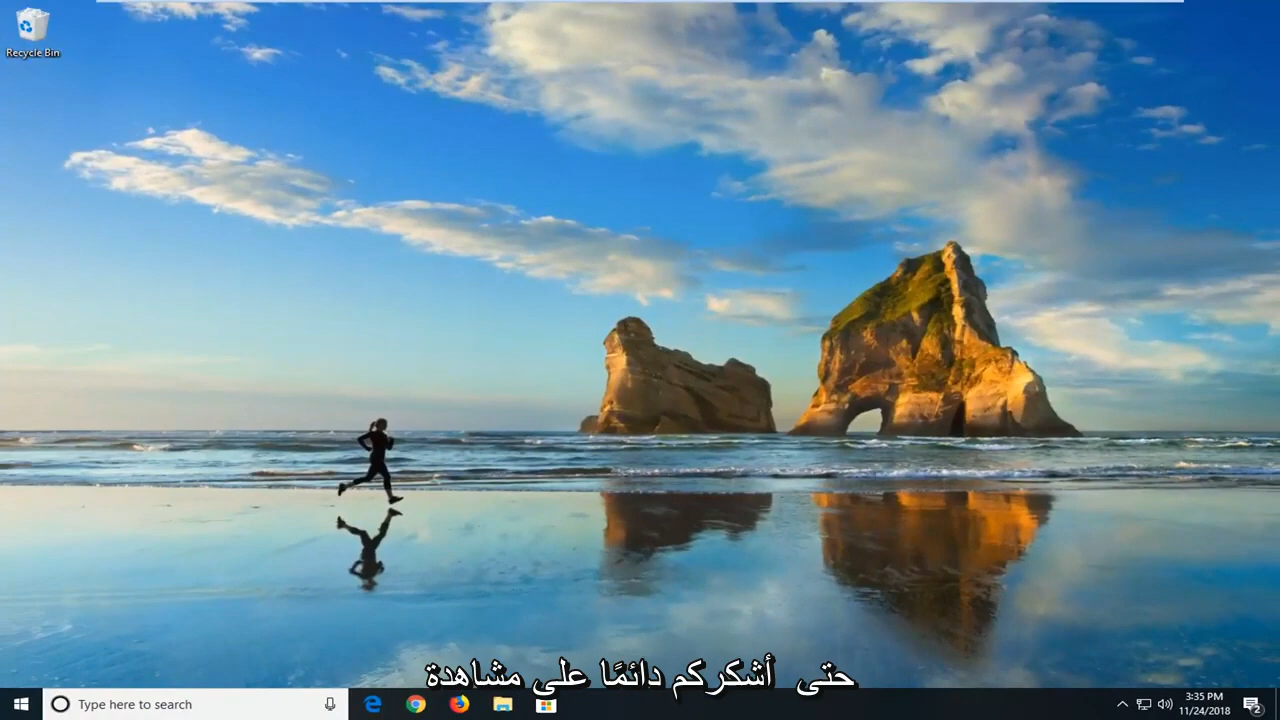 Recycle Bin
حتى أشكركم دائمًا على مشاهدة
Type here to search
3:35 PM
11/24/2018
2